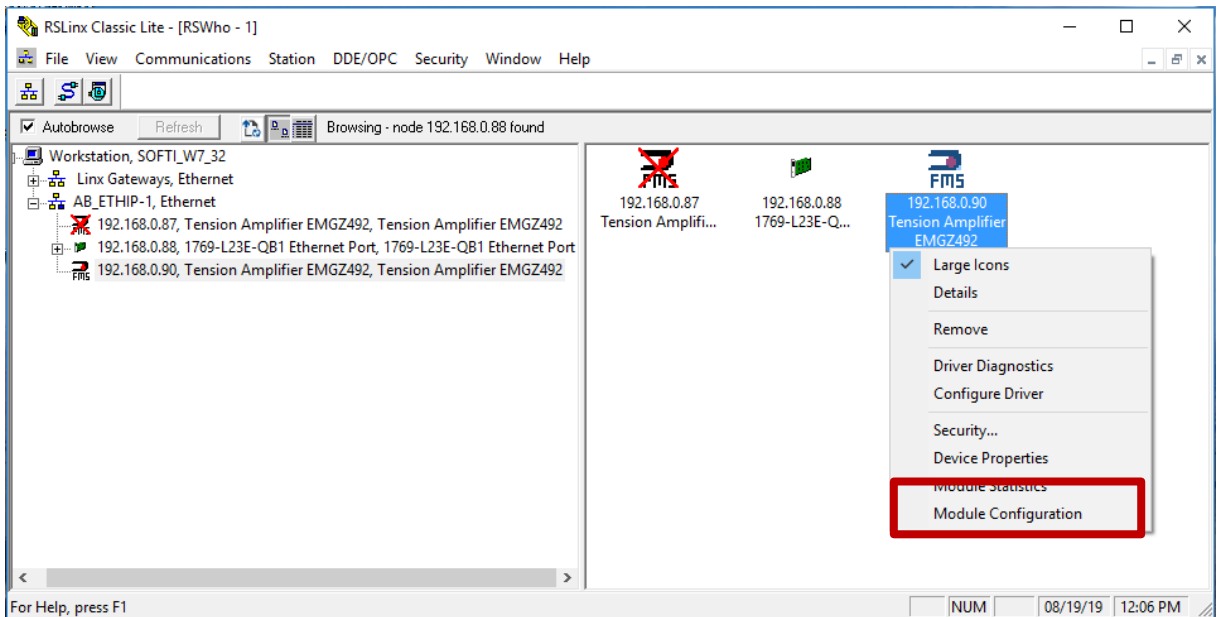 RSLinx Classic Lite - [RSWho - 1]
File View Communications Station DDE/OPC Security Window Help
Autobrowse Refresh Browsing - node 192.168.0.88 found
Workstation, SOFTI_W7_32
Linx Gateways, Ethernet
AB_ETHIP-1, Ethernet
192.168.0.87, Tension Amplifier EMGZ492, Tension Amplifier EMGZ492
192.168.0.88, 1769-L23E-QB1 Ethernet Port, 1769-L23E-QB1 Ethernet Port
FMS
192.168.0.90, Tension Amplifier EMGZ492, Tension Amplifier EMGZ492
FMS
192.168.0.87
Tension Amplifi...
192.168.0.88
1769-L23E-Q...
FMS
192.168.0.90
Tension Amplifier
EMGZ492
Large Icons
Details
Remove
Driver Diagnostics
Configure Driver
Security...
Device Properties
Module Statistics
Module Configuration
For Help, press F1
NUM 08/19/19 12:06 PM